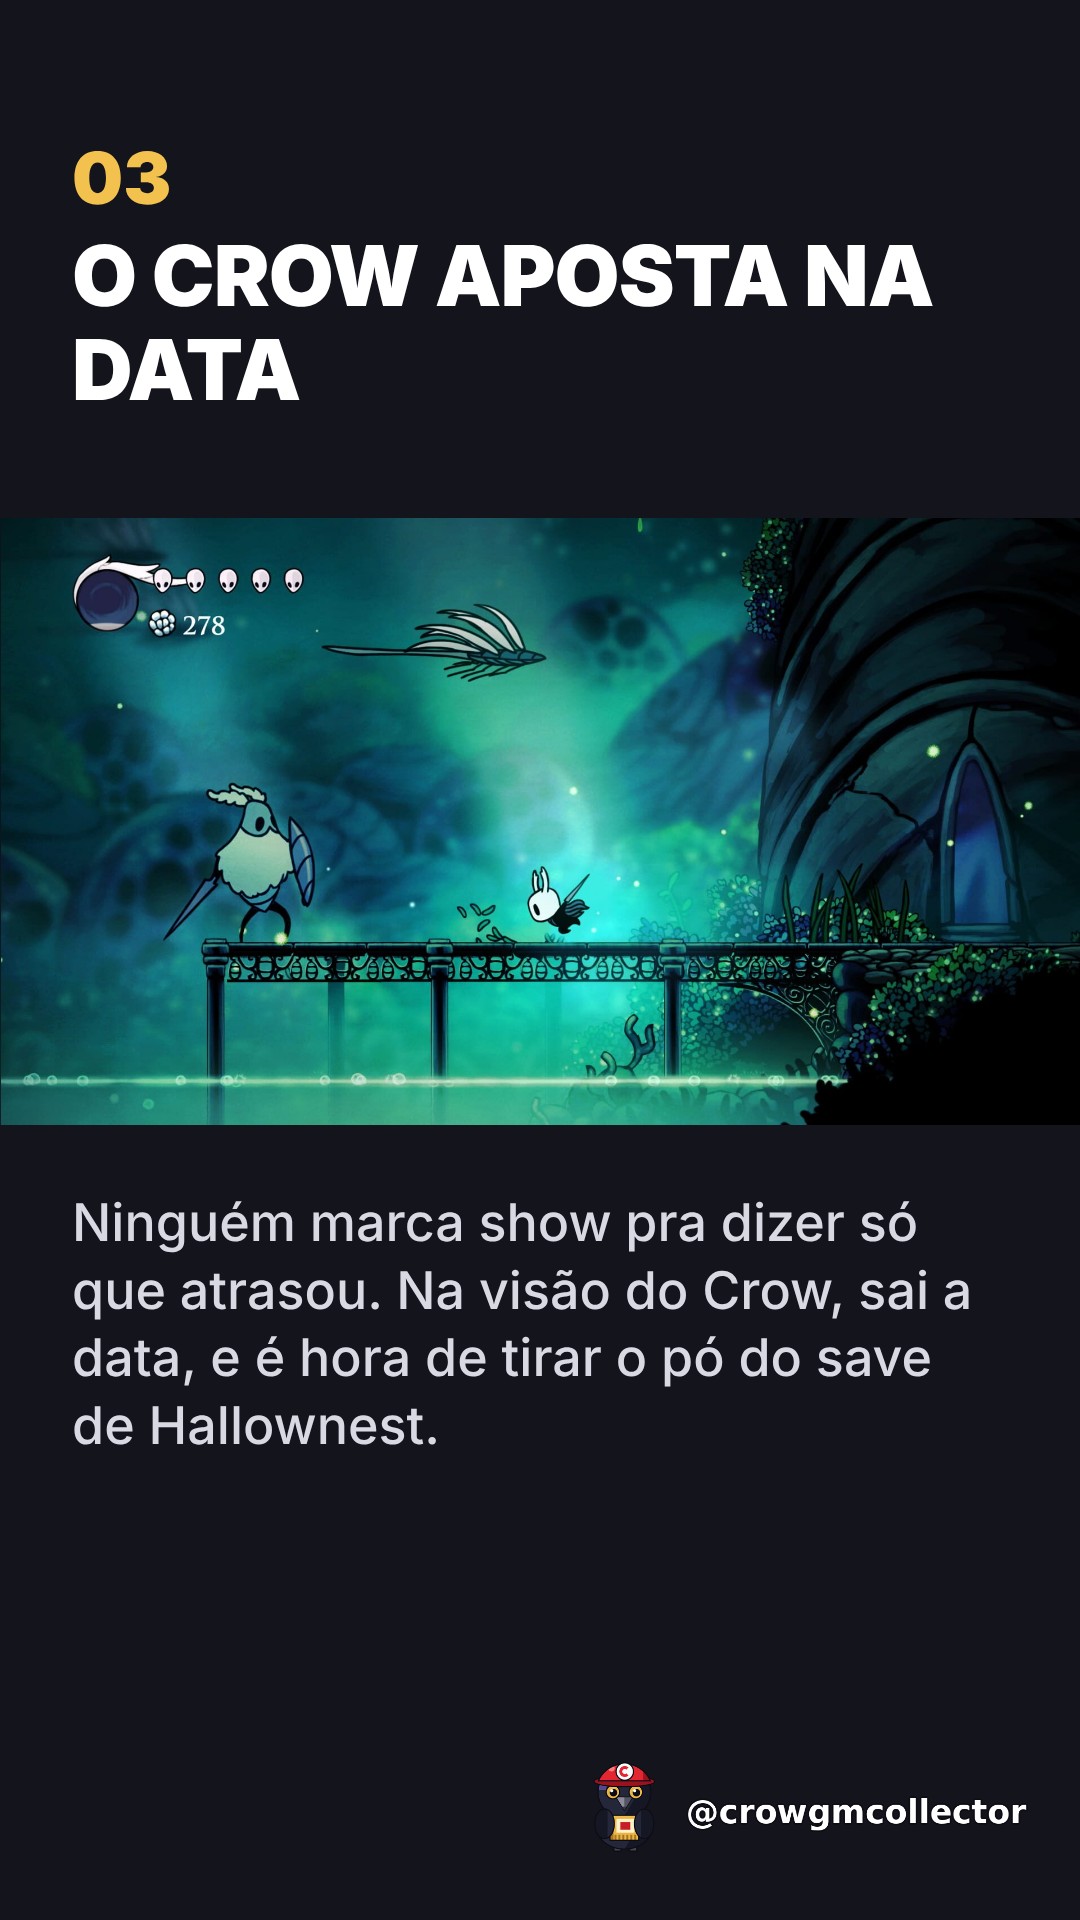 03
O CROW APOSTA NA
DATA
278
Ninguém marca show pra dizer só
que atrasou. Na visão do Crow, sai a
data, e é hora de tirar o pó do save
de Hallownest.
C
@crowgmcollector